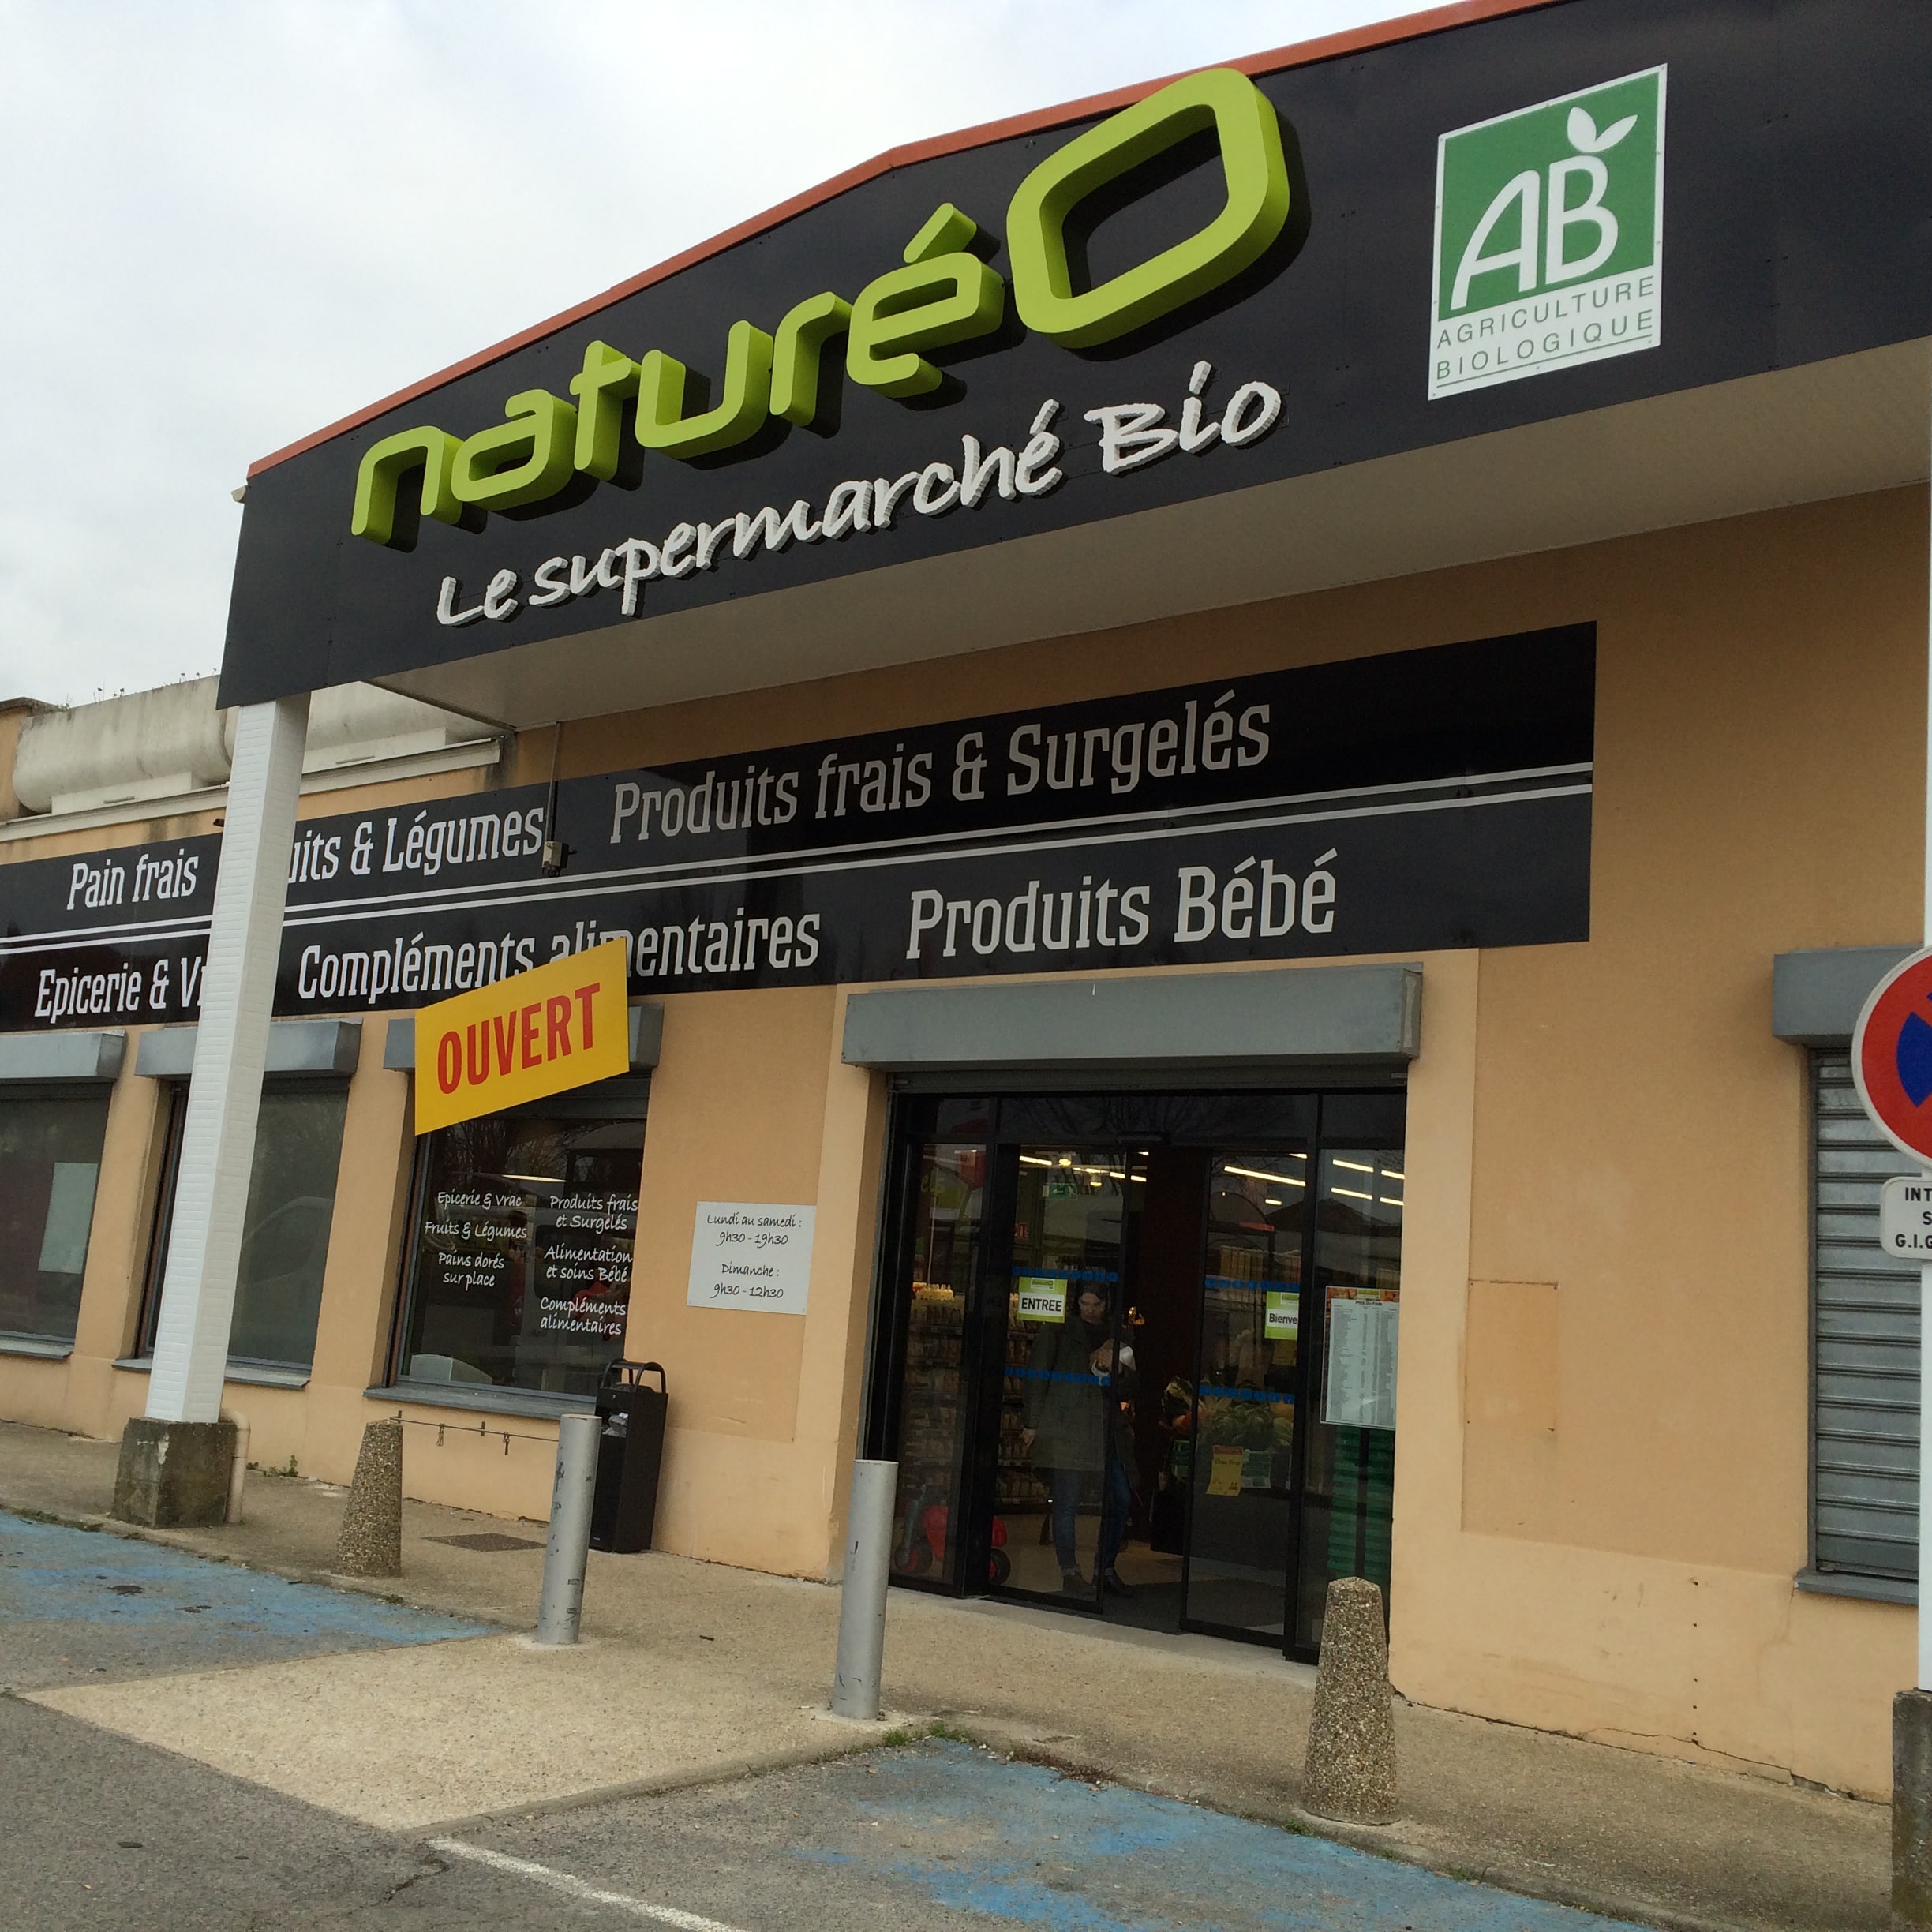 naturéO
Le supermarché Bio
AB
AGRICULTURE
BIOLOGIQUE
Pain frais
uits & Légumes
Produits frais & Surgelés
Epicerie & V
Compléments alimentaires
Produits Bébé
OUVERT
Epicerie & Vrac
Fruits & Légumes
Pains dorés
sur place
Produits frais
et Surgelés
Alimentation
et soins Bébé
Compléments
alimentaires
Lundi au samedi :
9h30 - 19h30
Dimanche :
9h30 - 12h30
ENTREE
Bienve
INT
S
G.I.G